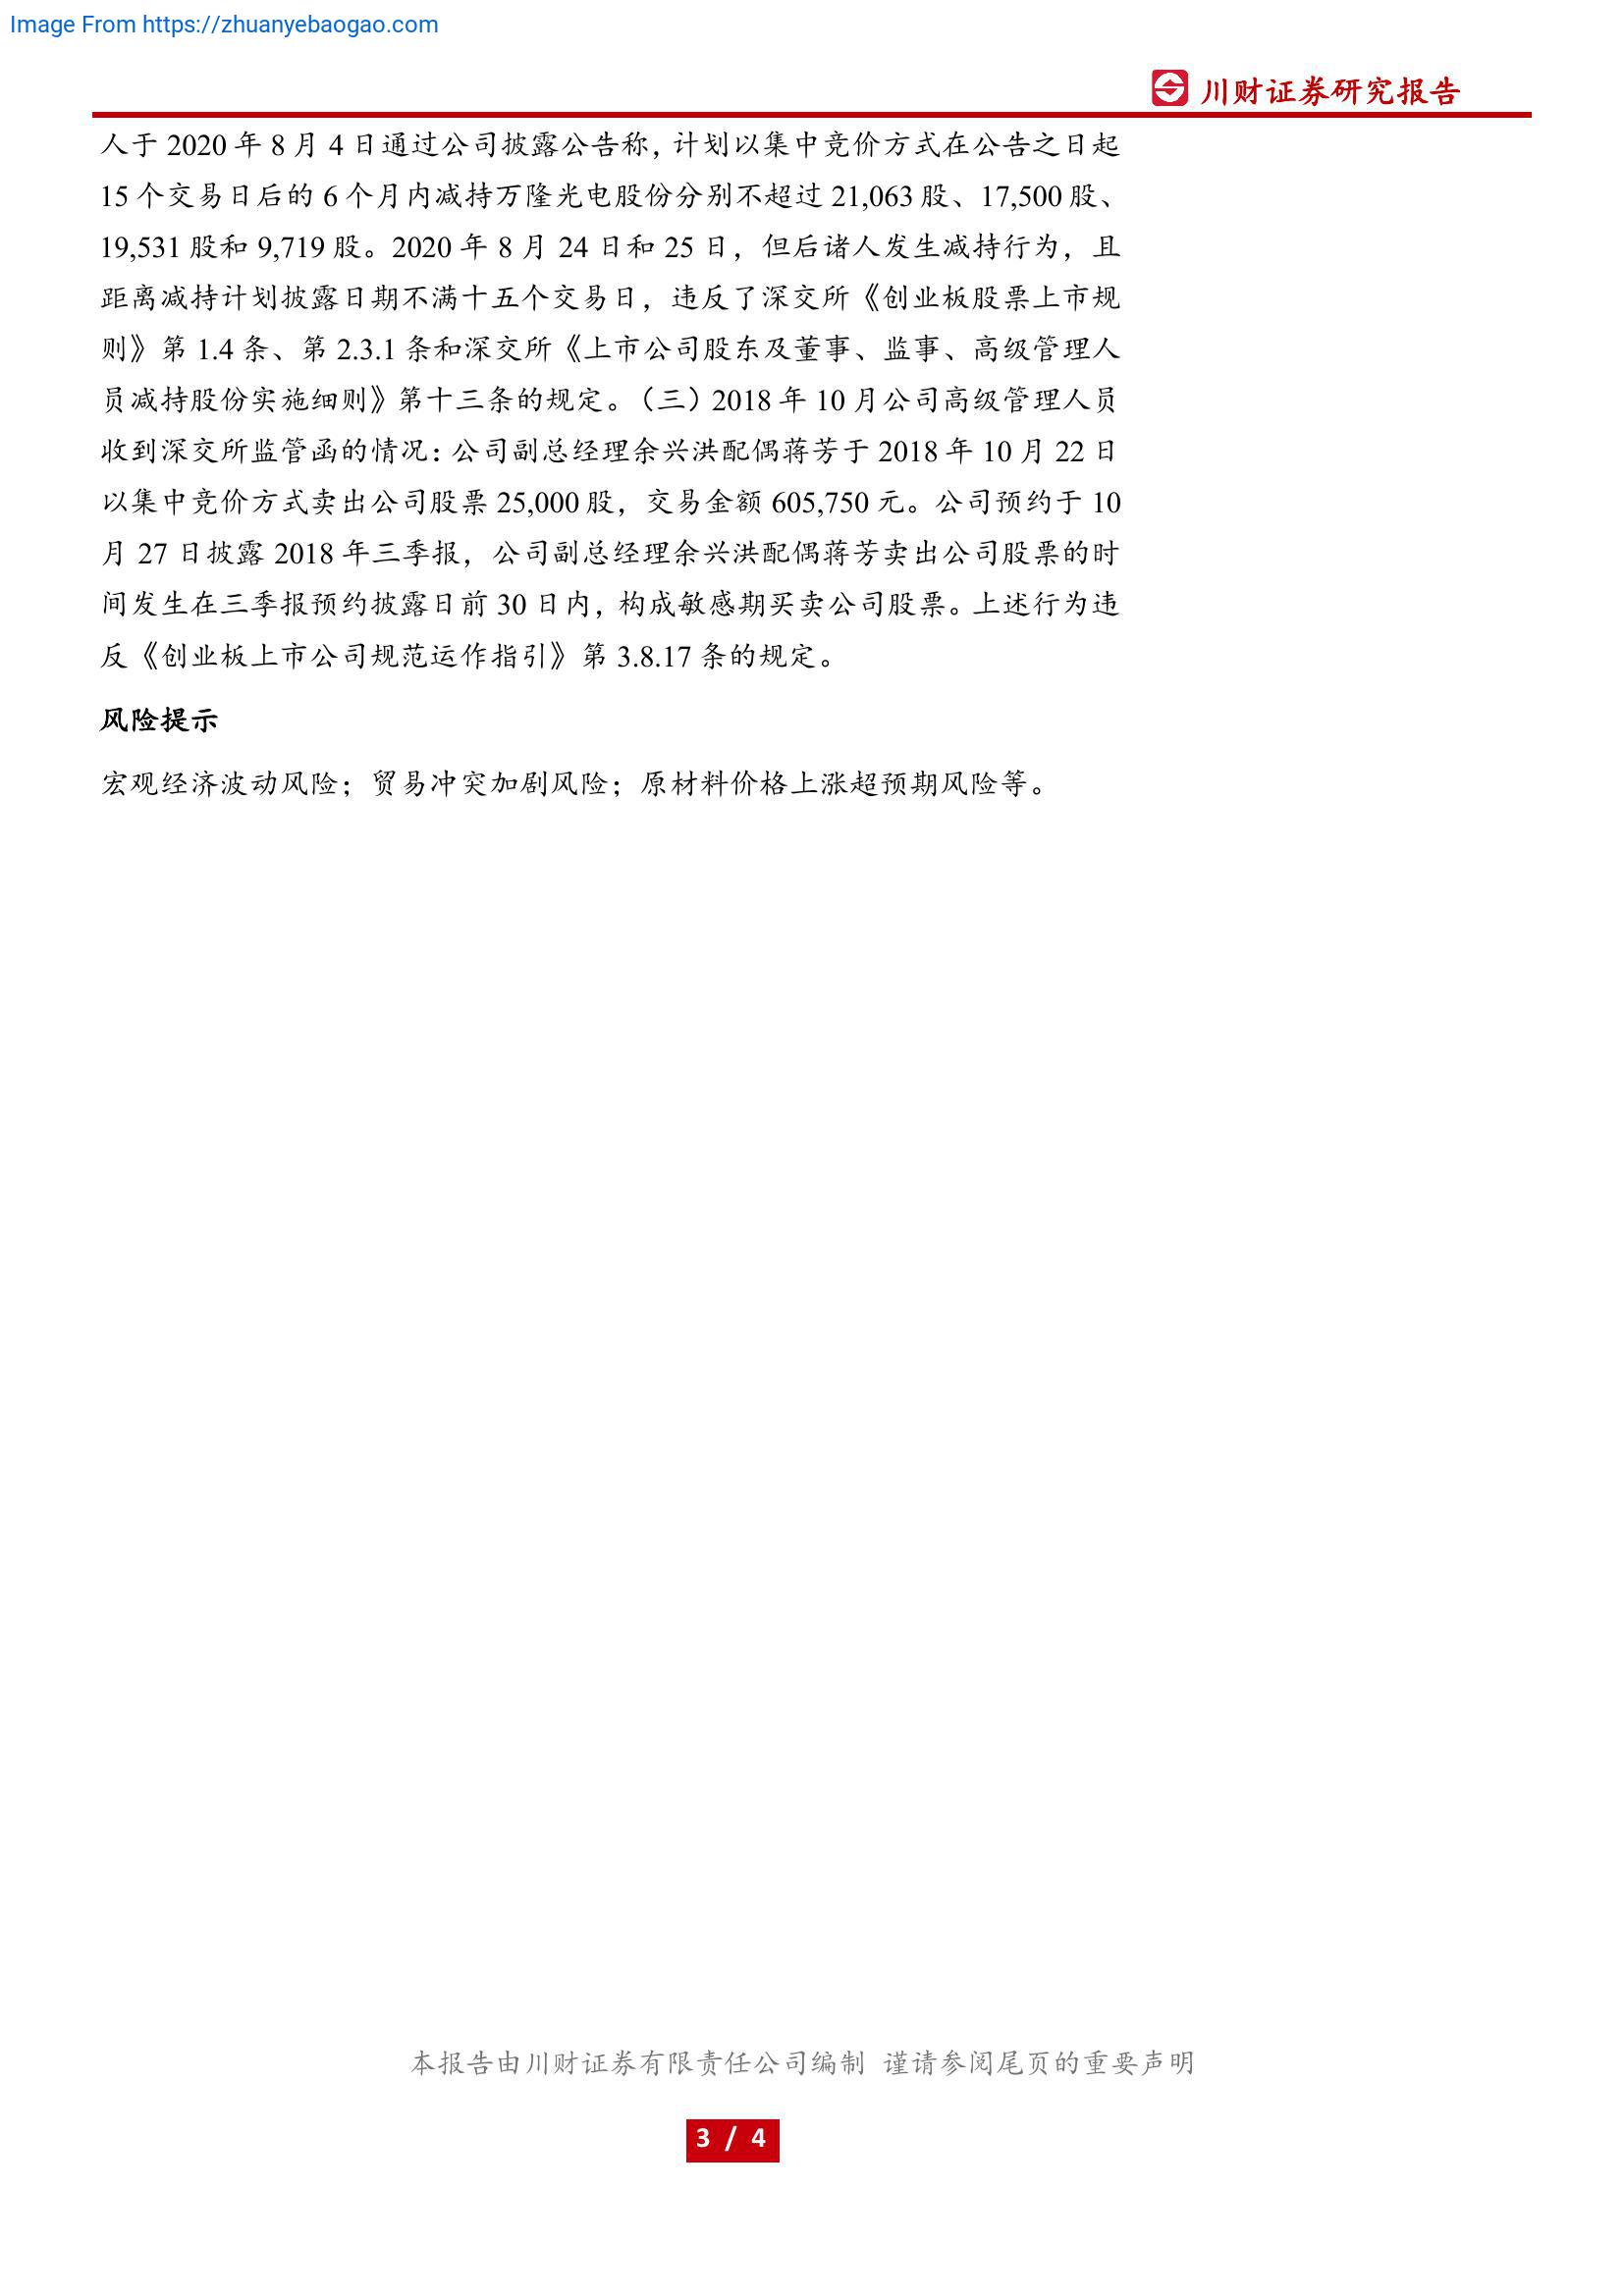 Image From https://zhuanyebaogao.com
川财证券研究报告
人于 2020 年 8 月 4 日通过公司披露公告称，计划以集中竞价方式在公告之日起
15 个交易日后的 6 个月内减持万隆光电股份分别不超过 21,063 股、17,500 股、
19,531 股和 9,719 股。2020 年 8 月 24 日和 25 日，但后诸人发生减持行为，且
距离减持计划披露日期不满十五个交易日，违反了深交所《创业板股票上市规
则》第 1.4 条、第 2.3.1 条和深交所《上市公司股东及董事、监事、高级管理人
员减持股份实施细则》第十三条的规定。（三）2018 年 10 月公司高级管理人员
收到深交所监管函的情况：公司副总经理余兴洪配偶蒋芳于 2018 年 10 月 22 日
以集中竞价方式卖出公司股票 25,000 股，交易金额 605,750 元。公司预约于 10
月 27 日披露 2018 年三季报，公司副总经理余兴洪配偶蒋芳卖出公司股票的时
间发生在三季报预约披露日前 30 日内，构成敏感期买卖公司股票。上述行为违
反《创业板上市公司规范运作指引》第 3.8.17 条的规定。
风险提示
宏观经济波动风险；贸易冲突加剧风险；原材料价格上涨超预期风险等。
本报告由川财证券有限责任公司编制 谨请参阅尾页的重要声明
3 / 4